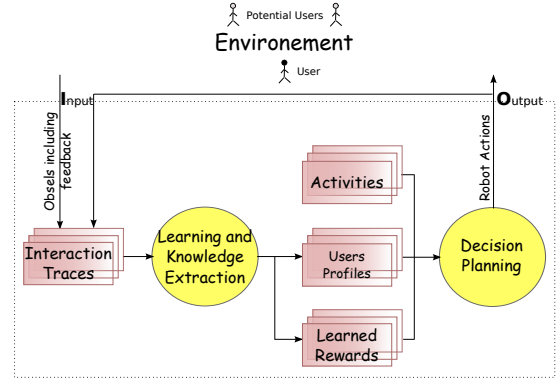 Potential Users
Environement
User
Input
Output
Obsels including
feedback
Robot Actions
Activities
Interaction
Traces
Learning and
Knowledge
Extraction
Users
Profiles
Decision
Planning
Learned
Rewards